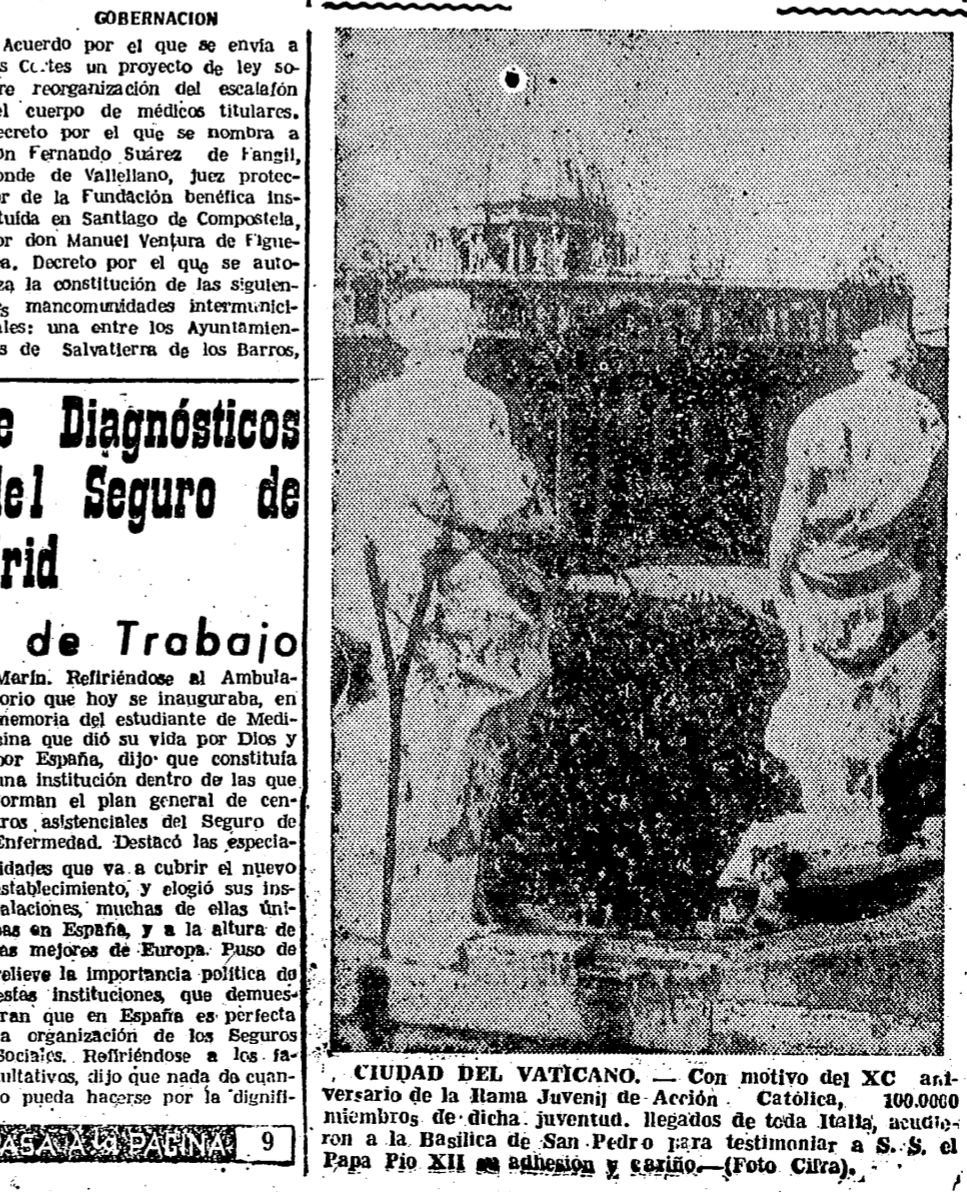 GOBERNACION
Acuerdo por el que se envía a
s Cortes un proyecto de ley so-
re reorganización del escalafón
el cuerpo de médicos titulares.
ecreto por el que se nombra a
on Fernando Suárez de Fangil,
onde de Vallellano, juez protec-
r de la Fundación benéfica ins-
tuída en Santiago de Compostela,
or don Manuel Ventura de Figue-
a. Decreto por el que se auto-
za la constitución de las siguien-
s mancomunidades intermunici-
ales: una entre los Ayuntamien-
s de Salvatierra de los Barros,
e Diagnósticos
del Seguro de
rid
de Trabajo
Marín. Refiriéndose al Ambula-
orio que hoy se inauguraba, en
memoria del estudiante de Medi-
cina que dió su vida por Dios y
por España, dijo que constituía
una institución dentro de las que
forman el plan general de cen-
tros asistenciales del Seguro de
Enfermedad. Destacó las especia-
idades que va a cubrir el nuevo
establecimiento, y elogió sus ins-
alaciones, muchas de ellas úni-
cas en España, y a la altura de
as mejores de Europa. Puso de
relieve la importancia política de
estas instituciones, que demues-
ran que en España es perfecta
a organización de los Seguros
Sociales. Refiriéndose a los fa-
ultativos, dijo que nada de cuan-
o pueda hacerse por la dignifi-
PASA A la PAGINA 9
CIUDAD DEL VATICANO. — Con motivo del XC ani-
versario de la Rama Juvenij de Acción Católica, 100.0000
miembros de dicha juventud. llegados de toda Italia, acudie-
ron a la Basílica de San Pedro para testimoniar a S. S. el
Papa Pío XII su adhesión y cariño.—(Foto Cifra).